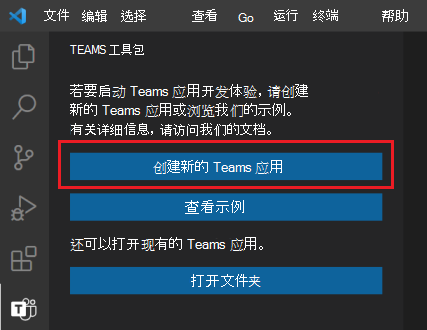 文件 编辑 选择 查看 Go 运行 终端 帮助
TEAMS 工具包
若要启动 Teams 应用开发体验，请创建
新的 Teams 应用或浏览我们的示例。
有关详细信息，请访问我们的文档。
创建新的 Teams 应用
查看示例
还可以打开现有的 Teams 应用。
打开文件夹
T